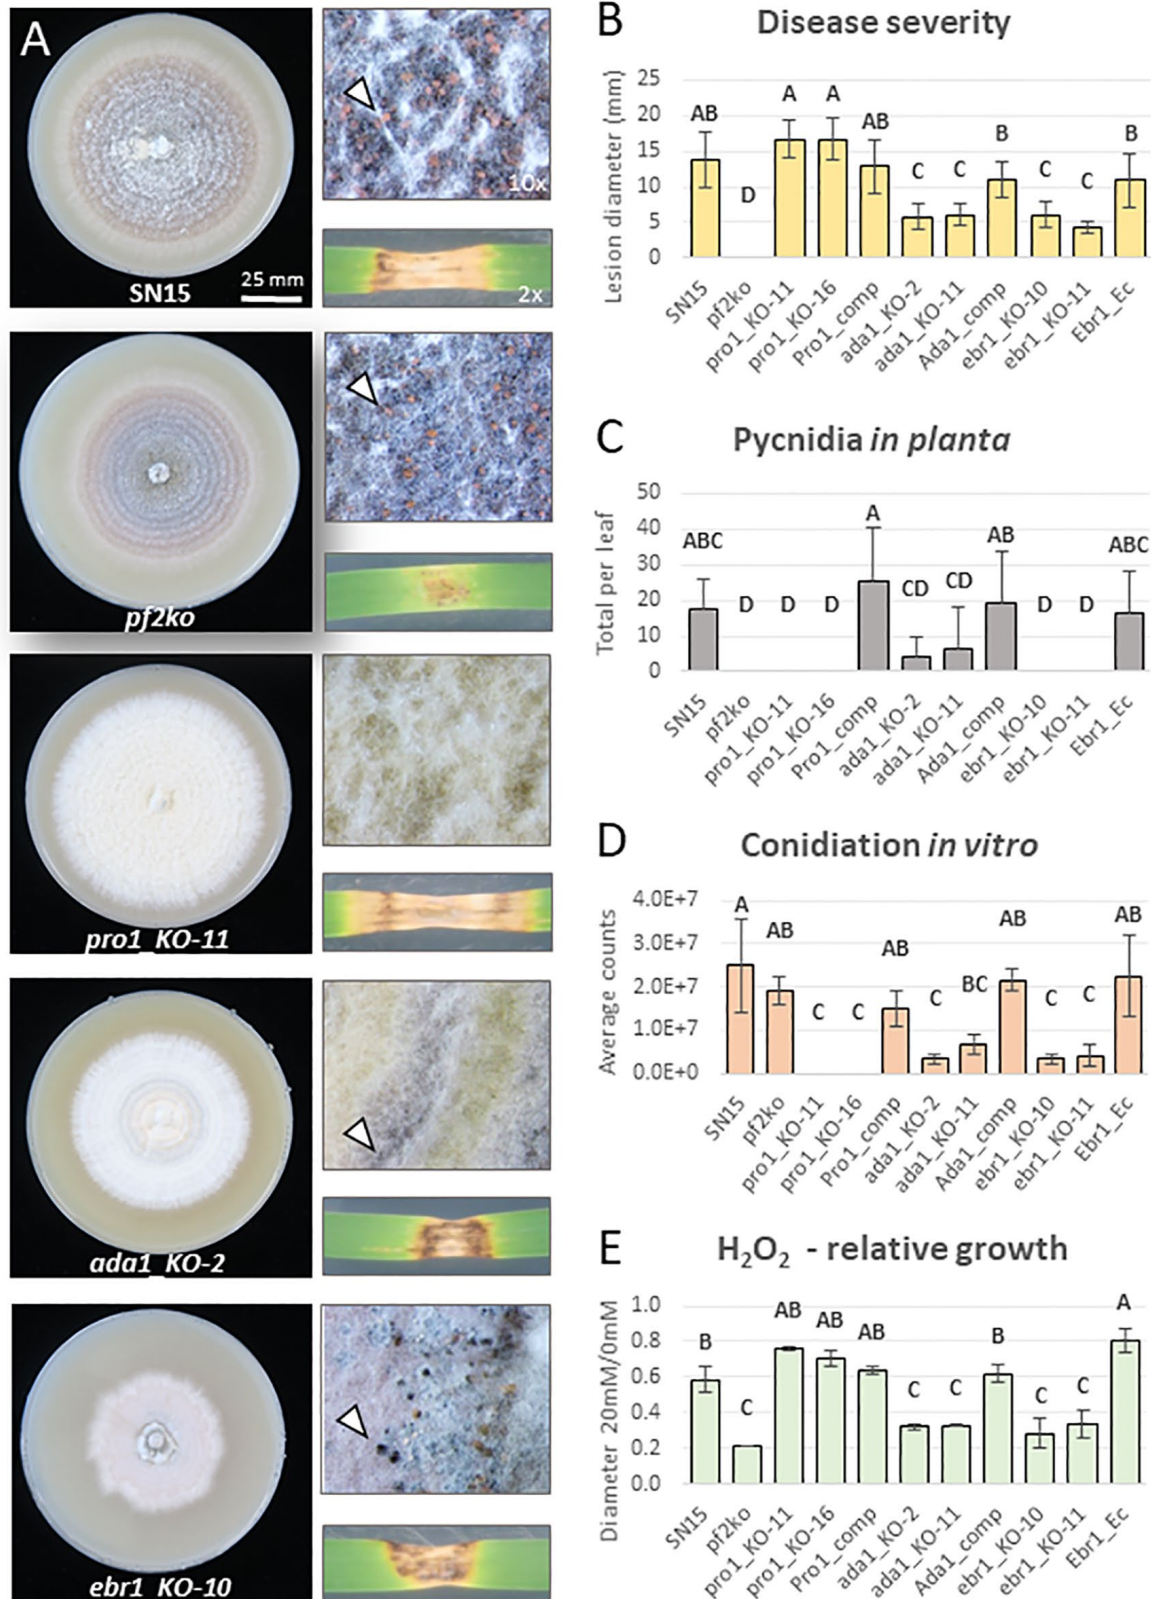 A
10x
2x
SN15
25 mm
pf2ko
pro1_KO-11
ada1_KO-2
ebr1_KO-10
B
Disease severity
Lesion diameter (mm)
25
20
15
10
5
0
AB
D
A
A
AB
C
C
B
C
C
B
SN15
pf2ko
pro1_KO-11
pro1_KO-16
Pro1_comp
ada1_KO-2
ada1_KO-11
Ada1_comp
ebr1_KO-10
ebr1_KO-11
Ebr1_Ec
C
Pycnidia in planta
Total per leaf
50
40
30
20
10
0
ABC
D
D
D
A
CD
CD
AB
D
D
ABC
SN15
pf2ko
pro1_KO-11
pro1_KO-16
Pro1_comp
ada1_KO-2
ada1_KO-11
Ada1_comp
ebr1_KO-10
ebr1_KO-11
Ebr1_Ec
D
Conidiation in vitro
Average counts
4.0E+7
3.0E+7
2.0E+7
1.0E+7
0.0E+0
A
AB
C
C
AB
C
BC
AB
C
C
AB
SN15
pf2ko
pro1_KO-11
pro1_KO-16
Pro1_comp
ada1_KO-2
ada1_KO-11
Ada1_comp
ebr1_KO-10
ebr1_KO-11
Ebr1_Ec
E
H₂O₂ - relative growth
Diameter 20mM/0mM
1.0
0.8
0.6
0.4
0.2
0.0
B
C
AB
AB
AB
C
C
B
C
C
A
SN15
pf2ko
pro1_KO-11
pro1_KO-16
Pro1_comp
ada1_KO-2
ada1_KO-11
Ada1_comp
ebr1_KO-10
ebr1_KO-11
Ebr1_Ec